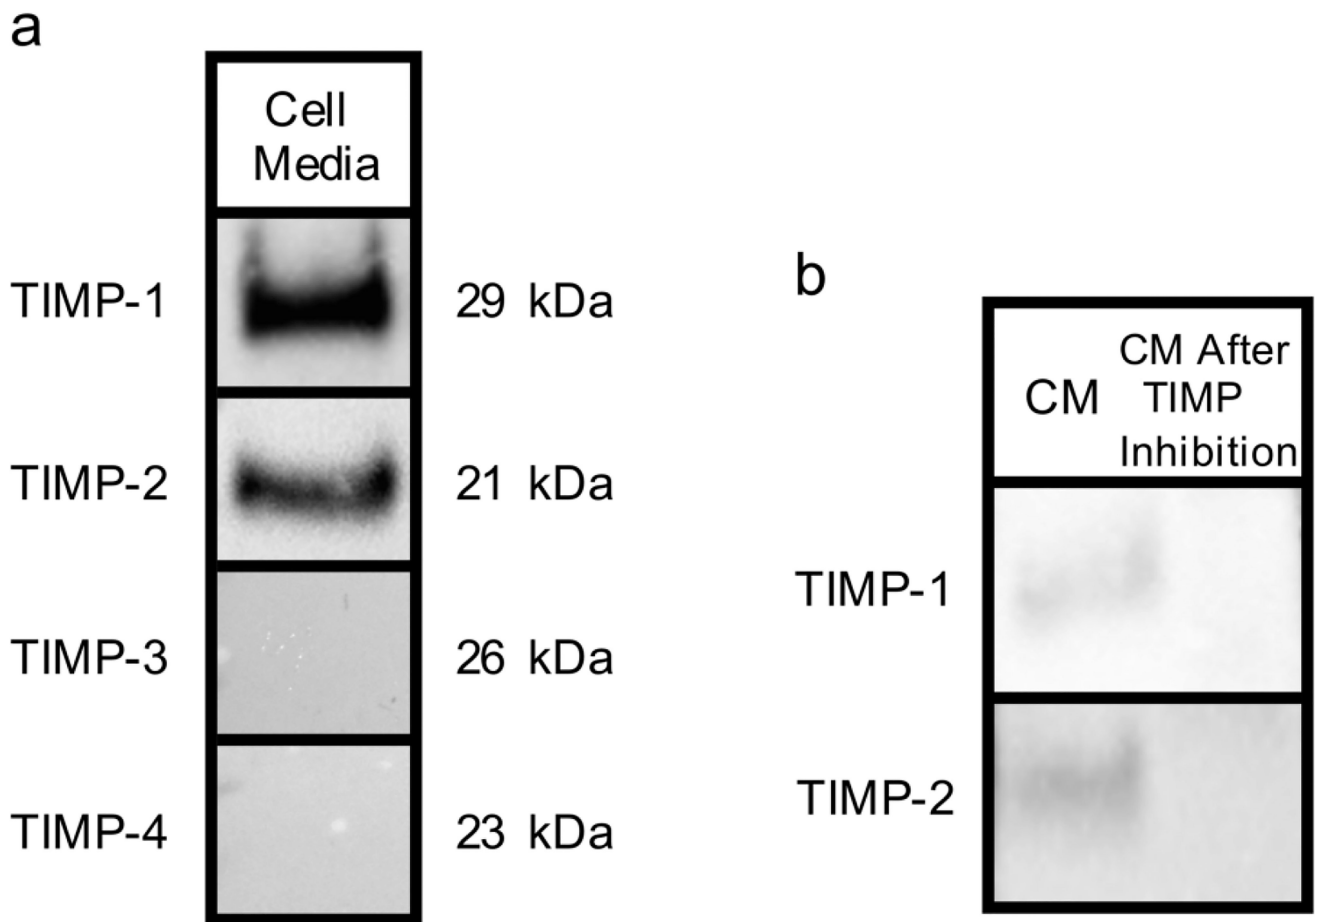 a
Cell
Media
TIMP-1 29 kDa
TIMP-2 21 kDa
TIMP-3 26 kDa
TIMP-4 23 kDa
b
CM
CM After
TIMP
Inhibition
TIMP-1
TIMP-2